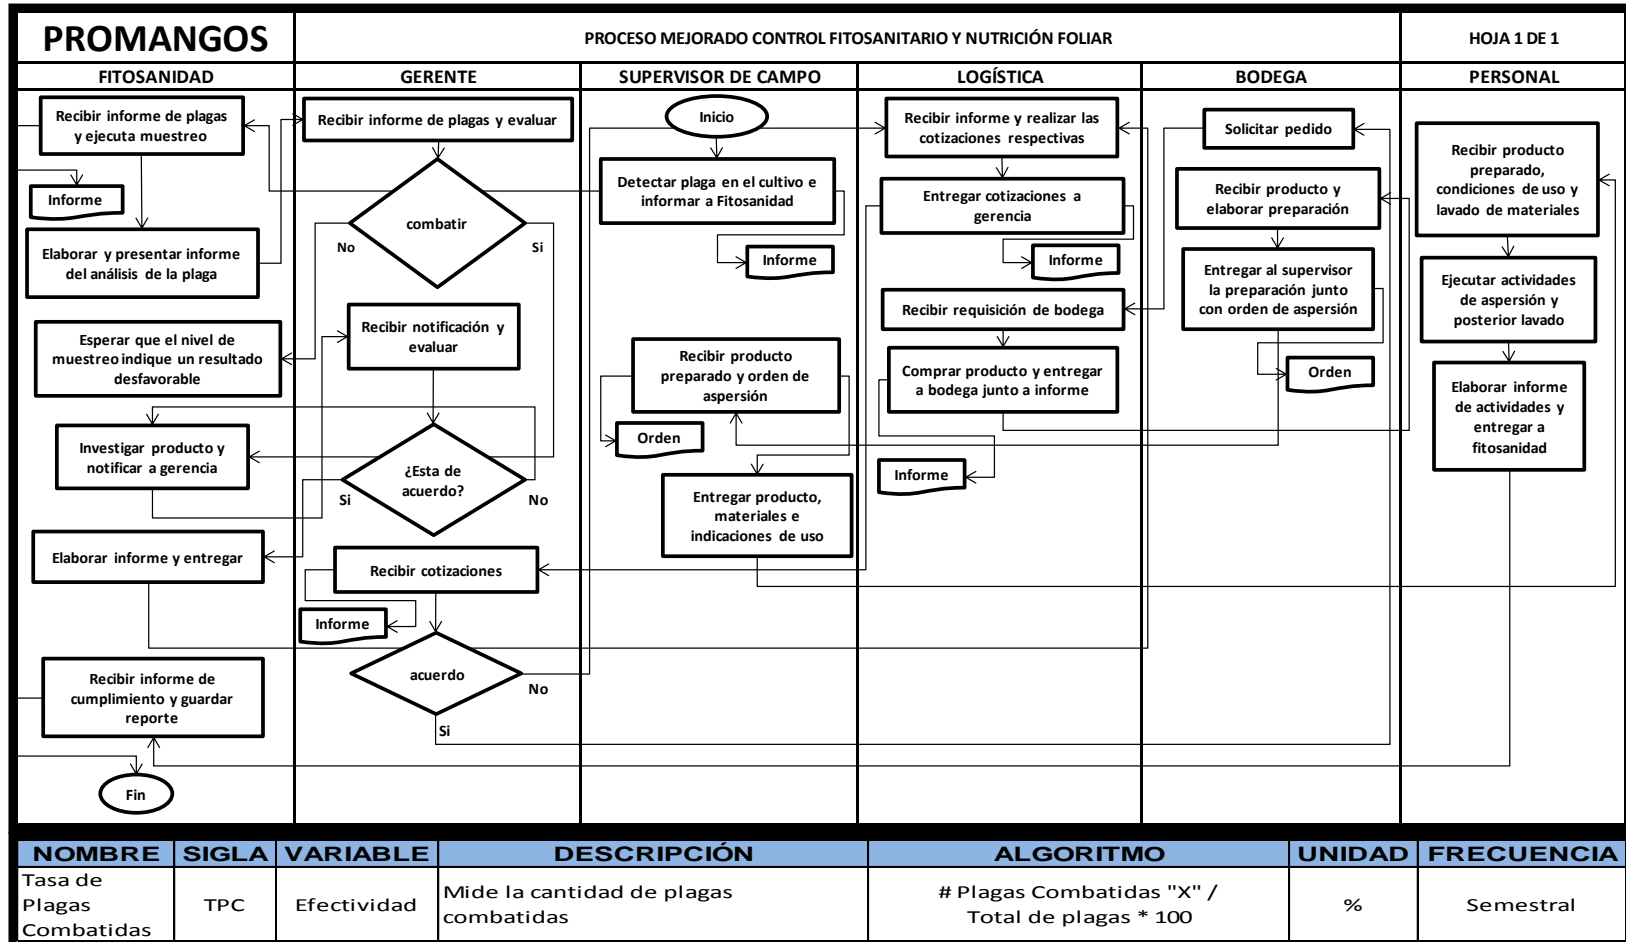 PROMANGOS
PROCESO MEJORADO CONTROL FITOSANITARIO Y NUTRICIÓN FOLIAR
HOJA 1 DE 1
FITOSANIDAD
GERENTE
SUPERVISOR DE CAMPO
LOGÍSTICA
BODEGA
PERSONAL
Recibir informe de plagas
y ejecuta muestreo
Informe
Elaborar y presentar informe
del análisis de la plaga
Esperar que el nivel de
muestreo indique un resultado
desfavorable
Investigar producto y
notificar a gerencia
Elaborar informe y entregar
Recibir informe de
cumplimiento y guardar
reporte
Fin
Recibir informe de plagas y evaluar
combatir
No
Si
Recibir notificación y
evaluar
¿Esta de
acuerdo?
Si
No
Recibir cotizaciones
Informe
acuerdo
No
Si
Inicio
Detectar plaga en el cultivo e
informar a Fitosanidad
Informe
Recibir producto
preparado y orden de
aspersión
Orden
Entregar producto,
materiales e
indicaciones de uso
Recibir informe y realizar las
cotizaciones respectivas
Entregar cotizaciones a
gerencia
Informe
Recibir requisición de bodega
Comprar producto y entregar
a bodega junto a informe
Informe
Solicitar pedido
Recibir producto y
elaborar preparación
Entregar al supervisor
la preparación junto
con orden de aspersión
Orden
Recibir producto
preparado,
condiciones de uso y
lavado de materiales
Ejecutar actividades
de aspersión y
posterior lavado
Elaborar informe
de actividades y
entregar a
fitosanidad
NOMBRE SIGLA VARIABLE DESCRIPCIÓN ALGORITMO UNIDAD FRECUENCIA
Tasa de
Plagas
Combatidas
TPC
Efectividad
Mide la cantidad de plagas
combatidas
# Plagas Combatidas "X" /
Total de plagas * 100
%
Semestral